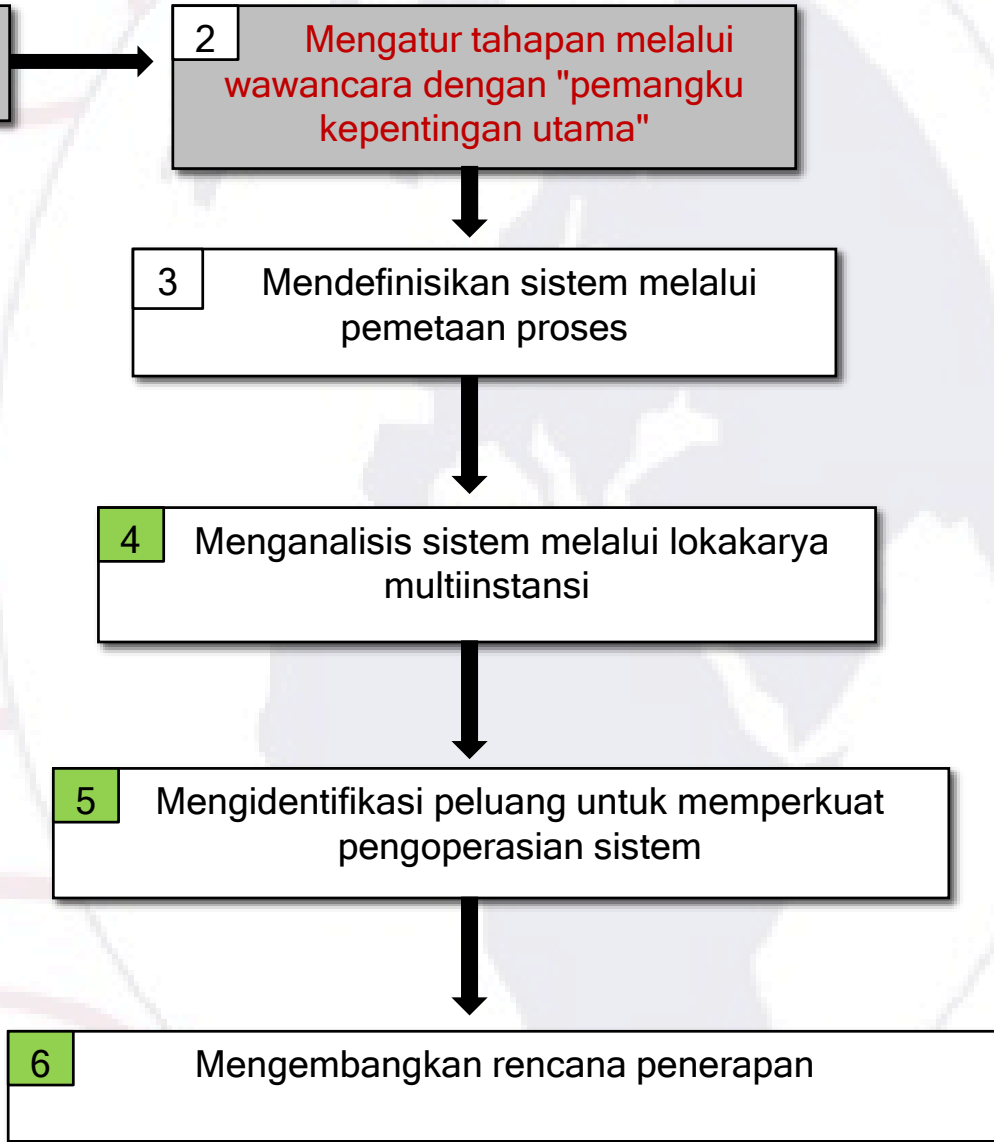 2
Mengatur tahapan melalui
wawancara dengan "pemangku
kepentingan utama"
3
Mendefinisikan sistem melalui
pemetaan proses
4
Menganalisis sistem melalui lokakarya
multiinstansi
5
Mengidentifikasi peluang untuk memperkuat
pengoperasian sistem
6
Mengembangkan rencana penerapan